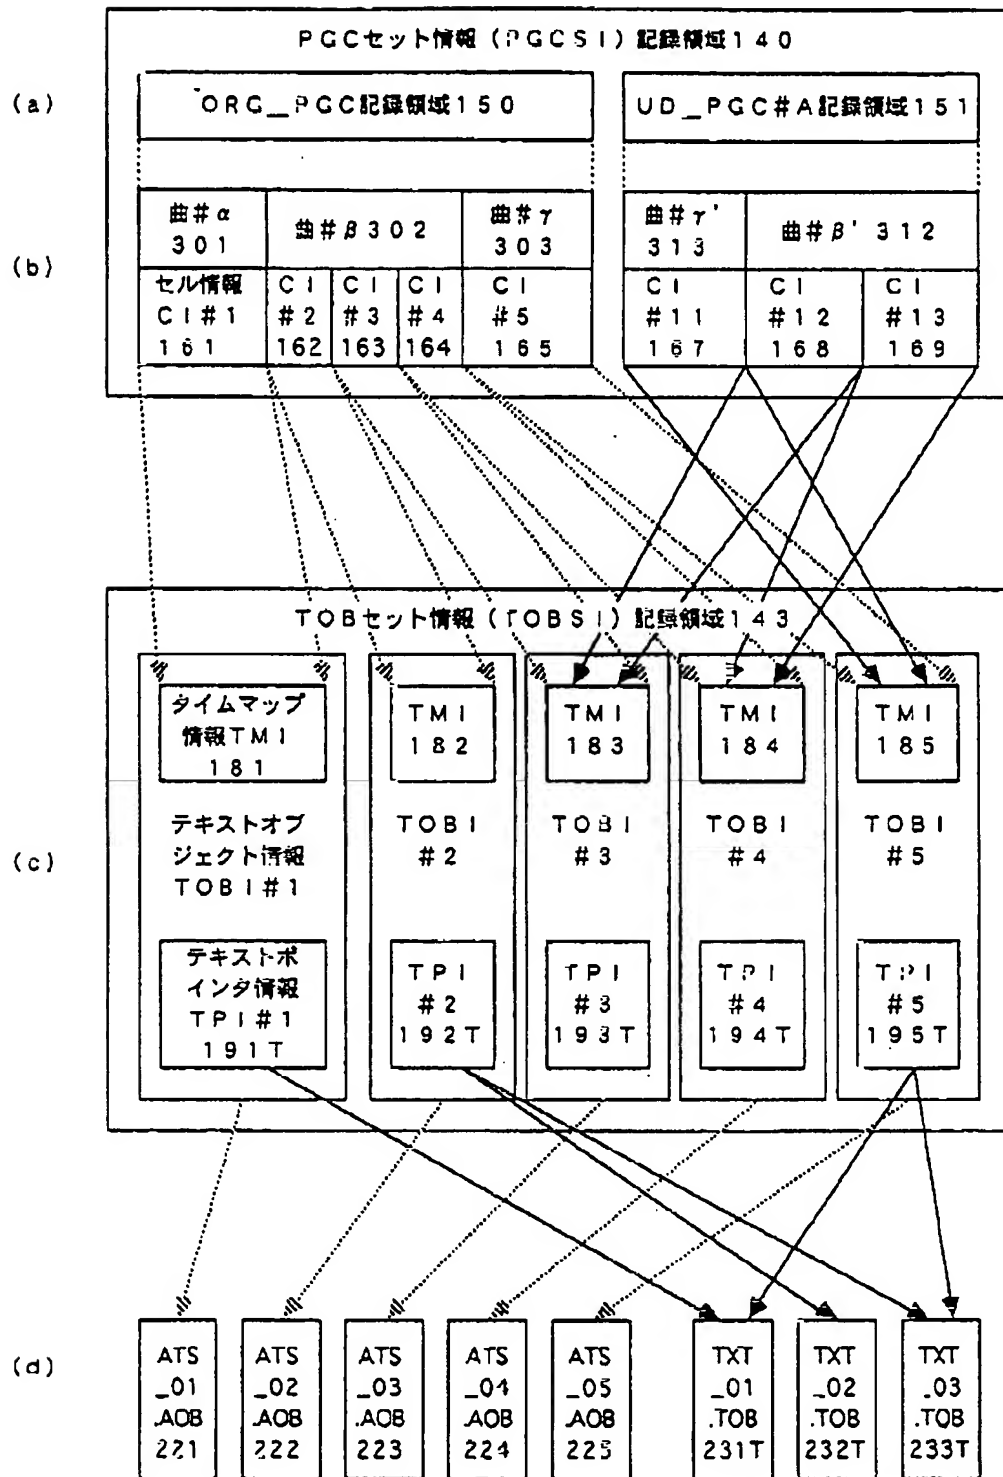 PGCセット情報（PGCSI）記録領域140
(a)
ORG_PGC記録領域150
UD_PGC#A記録領域151
(b)
曲#α
301
曲#β302
曲#γ
303
曲#γ'
313
曲#β'312
セル情報
CI#1
161
CI
#2
162
CI
#3
163
CI
#4
164
CI
#5
165
CI
#11
167
CI
#12
168
CI
#13
169
TOBセット情報（TOBSI）記録領域143
(c)
タイムマップ
情報TMI
181
TMI
182
TMI
183
TMI
184
TMI
185
テキストオブ
ジェクト情報
TOBI#1
TOBI
#2
TOBI
#3
TOBI
#4
TOBI
#5
テキストポ
インタ情報
TPI#1
191T
TPI
#2
192T
TPI
#3
193T
TPI
#4
194T
TPI
#5
195T
(d)
ATS
_01
.AOB
221
ATS
_02
.AOB
222
ATS
_03
.AOB
223
ATS
_04
.AOB
224
ATS
_05
.AOB
225
TXT
_01
.TOB
231T
TXT
_02
.TOB
232T
TXT
_03
.TOB
233T